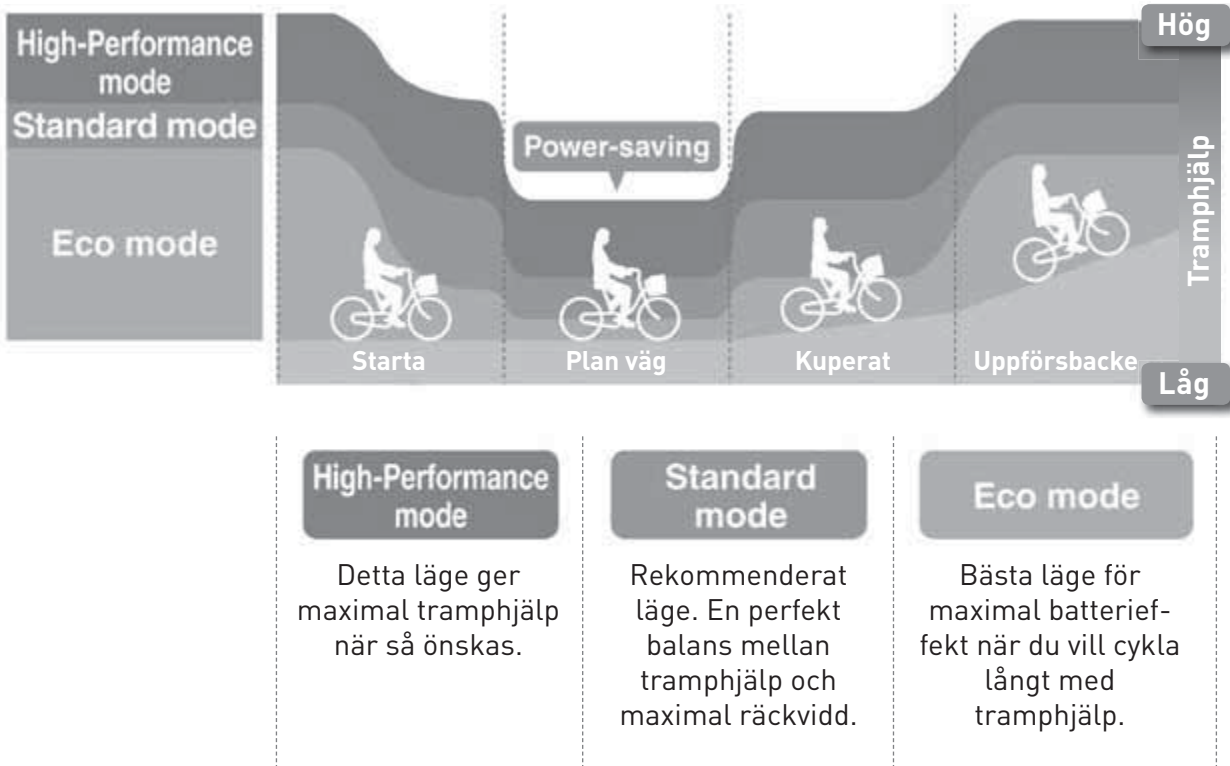 High-Performance
mode
Standard mode
Eco mode
Power-saving
Starta
Plan väg
Kuperat
Uppförsbacke
Hög
Tramphjälp
Låg
High-Performance
mode
Detta läge ger
maximal tramphjälp
när så önskas.
Standard
mode
Rekommenderat
läge. En perfekt
balans mellan
tramphjälp och
maximal räckvidd.
Eco mode
Bästa läge för
maximal batterief-
fekt när du vill cykla
långt med
tramphjälp.